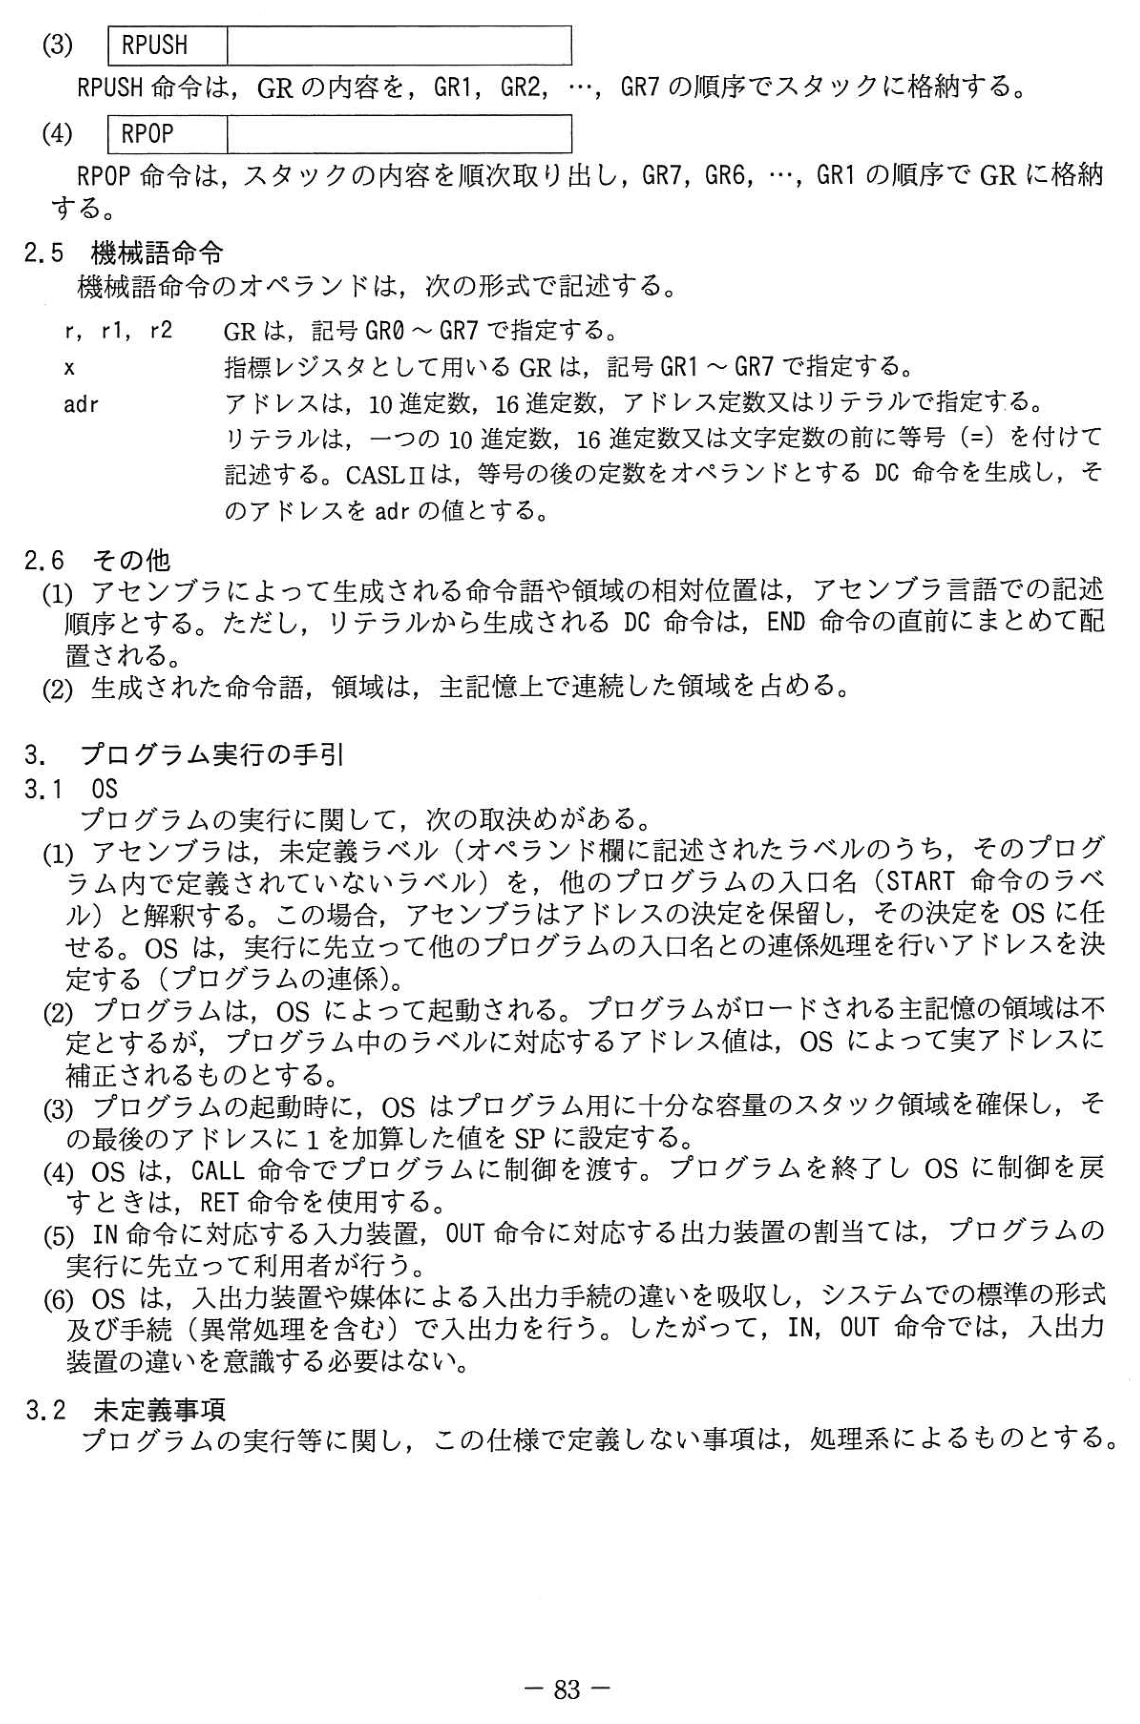 (3) RPUSH
RPUSH 命令は，GR の内容を，GR1，GR2，…，GR7 の順序でスタックに格納する。
(4) RPOP
RPOP 命令は，スタックの内容を順次取り出し，GR7，GR6，…，GR1 の順序で GR に格納
する。
2.5 機械語命令
機械語命令のオペランドは，次の形式で記述する。
r，r1，r2 GR は，記号 GR0 ～ GR7 で指定する。
x 指標レジスタとして用いる GR は，記号 GR1 ～ GR7 で指定する。
adr アドレスは，10 進定数，16 進定数，アドレス定数又はリテラルで指定する。
リテラルは，一つの 10 進定数，16 進定数又は文字定数の前に等号（=）を付けて
記述する。CASLⅡは，等号の後の定数をオペランドとする DC 命令を生成し，そ
のアドレスを adr の値とする。
2.6 その他
(1) アセンブラによって生成される命令語や領域の相対位置は，アセンブラ言語での記述
順序とする。ただし，リテラルから生成される DC 命令は，END 命令の直前にまとめて配
置される。
(2) 生成された命令語，領域は，主記憶上で連続した領域を占める。
3. プログラム実行の手引
3.1 OS
プログラムの実行に関して，次の取決めがある。
(1) アセンブラは，未定義ラベル（オペランド欄に記述されたラベルのうち，そのプログ
ラム内で定義されていないラベル）を，他のプログラムの入口名（START 命令のラベ
ル）と解釈する。この場合，アセンブラはアドレスの決定を保留し，その決定を OS に任
せる。OS は，実行に先立って他のプログラムの入口名との連係処理を行いアドレスを決
定する（プログラムの連係）。
(2) プログラムは，OS によって起動される。プログラムがロードされる主記憶の領域は不
定とするが，プログラム中のラベルに対応するアドレス値は，OS によって実アドレスに
補正されるものとする。
(3) プログラムの起動時に，OS はプログラム用に十分な容量のスタック領域を確保し，そ
の最後のアドレスに 1 を加算した値を SP に設定する。
(4) OS は，CALL 命令でプログラムに制御を渡す。プログラムを終了し OS に制御を戻
すときは，RET 命令を使用する。
(5) IN 命令に対応する入力装置，OUT 命令に対応する出力装置の割当ては，プログラムの
実行に先立って利用者が行う。
(6) OS は，入出力装置や媒体による入出力手続の違いを吸収し，システムでの標準の形式
及び手続（異常処理を含む）で入出力を行う。したがって，IN，OUT 命令では，入出力
装置の違いを意識する必要はない。
3.2 未定義事項
プログラムの実行等に関し，この仕様で定義しない事項は，処理系によるものとする。
— 83 —